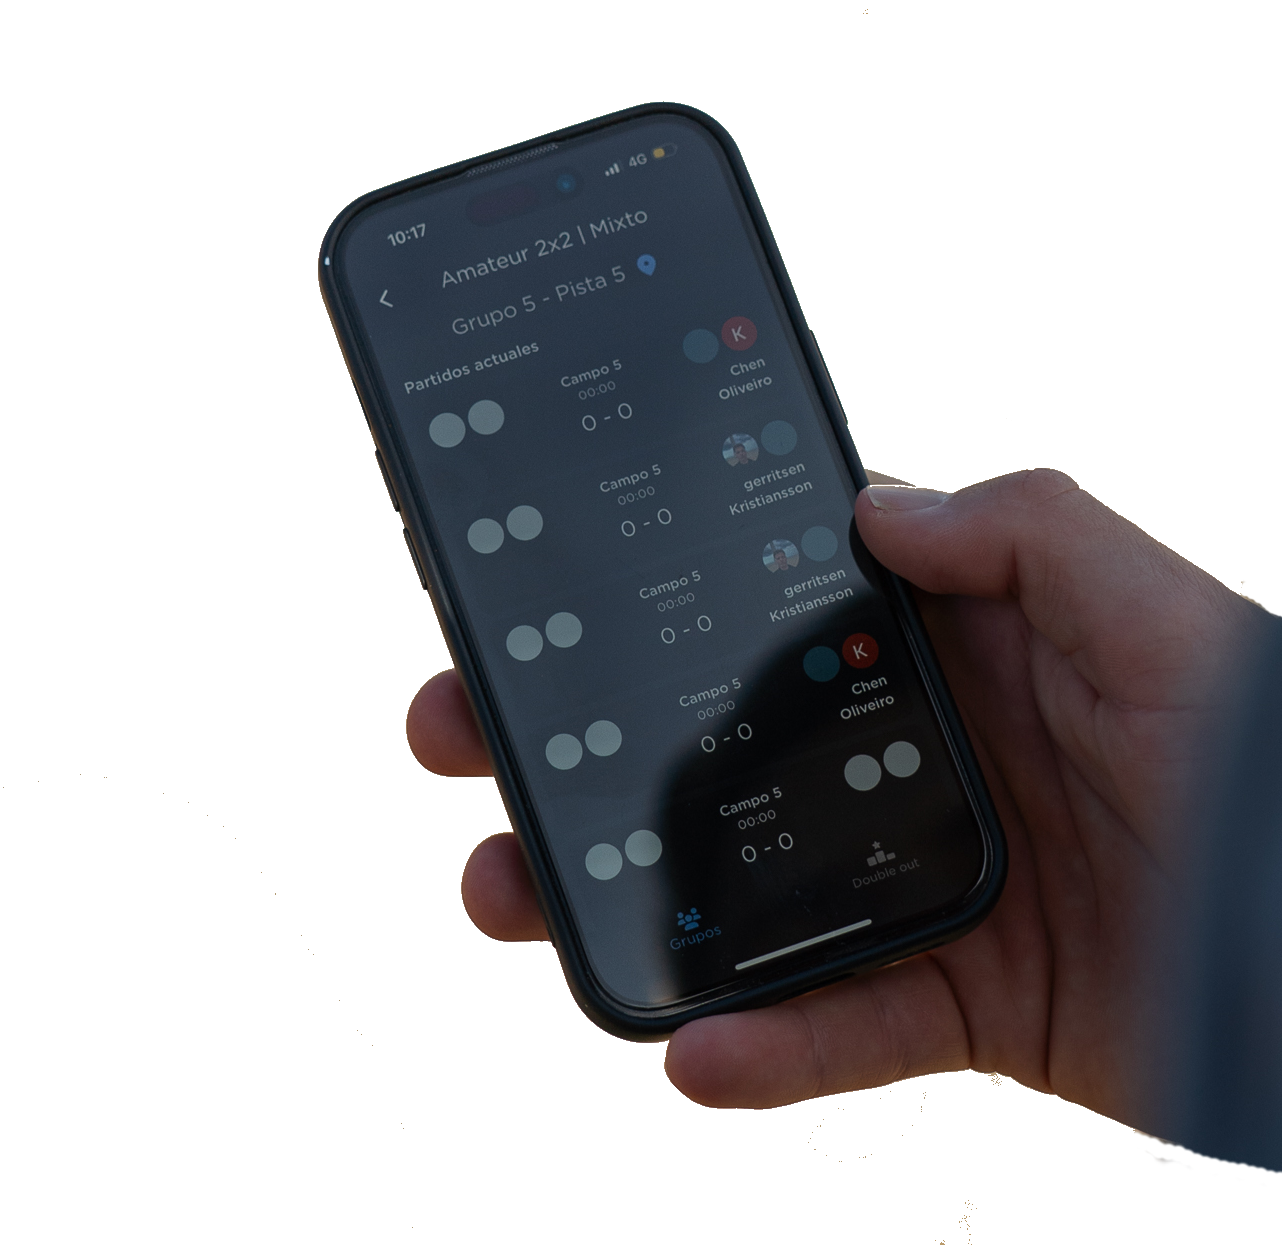 10:17
4G
Amateur 2x2 | Mixto
Grupo 5 - Pista 5
Partidos actuales
Campo 5
00:00
0 - 0
K
Chen
Oliveiro
Campo 5
00:00
0 - 0
gerritsen
Kristiansson
Campo 5
00:00
0 - 0
gerritsen
Kristiansson
Campo 5
00:00
0 - 0
K
Chen
Oliveiro
Campo 5
00:00
0 - 0
Grupos
Double out